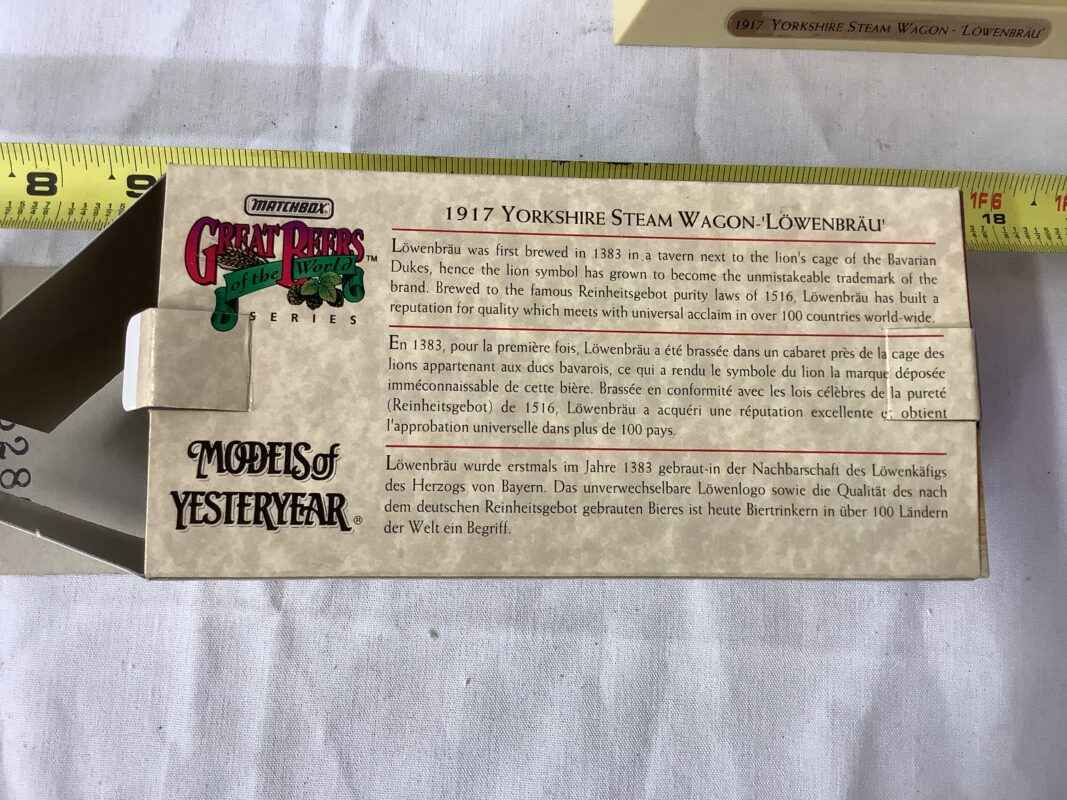 1917 YORKSHIRE STEAM WAGON - 'LÖWENBRÄU'
8 9
1F6
18
MATCHBOX
GREAT BEERS™
of the World
SERIES
1917 YORKSHIRE STEAM WAGON-'LÖWENBRÄU'
Löwenbräu was first brewed in 1383 in a tavern next to the lion's cage of the Bavarian
Dukes, hence the lion symbol has grown to become the unmistakeable trademark of the
brand. Brewed to the famous Reinheitsgebot purity laws of 1516, Löwenbräu has built a
reputation for quality which meets with universal acclaim in over 100 countries world-wide.
En 1383, pour la première fois, Löwenbräu a été brassée dans un cabaret près de la cage des
lions appartenant aux ducs bavarois, ce qui a rendu le symbole du lion la marque déposée
imméconnaissable de cette bière. Brassée en conformité avec les lois célèbres de la pureté
(Reinheitsgebot) de 1516, Löwenbräu a acquéri une réputation excellente et obtient
l'approbation universelle dans plus de 100 pays.
Löwenbräu wurde erstmals im Jahre 1383 gebraut-in der Nachbarschaft des Löwenkäfigs
des Herzogs von Bayern. Das unverwechselbare Löwenlogo sowie die Qualität des nach
dem deutschen Reinheitsgebot gebrauten Bieres ist heute Biertrinkern in über 100 Ländern
der Welt ein Begriff.
MODELS of
YESTERYEAR®